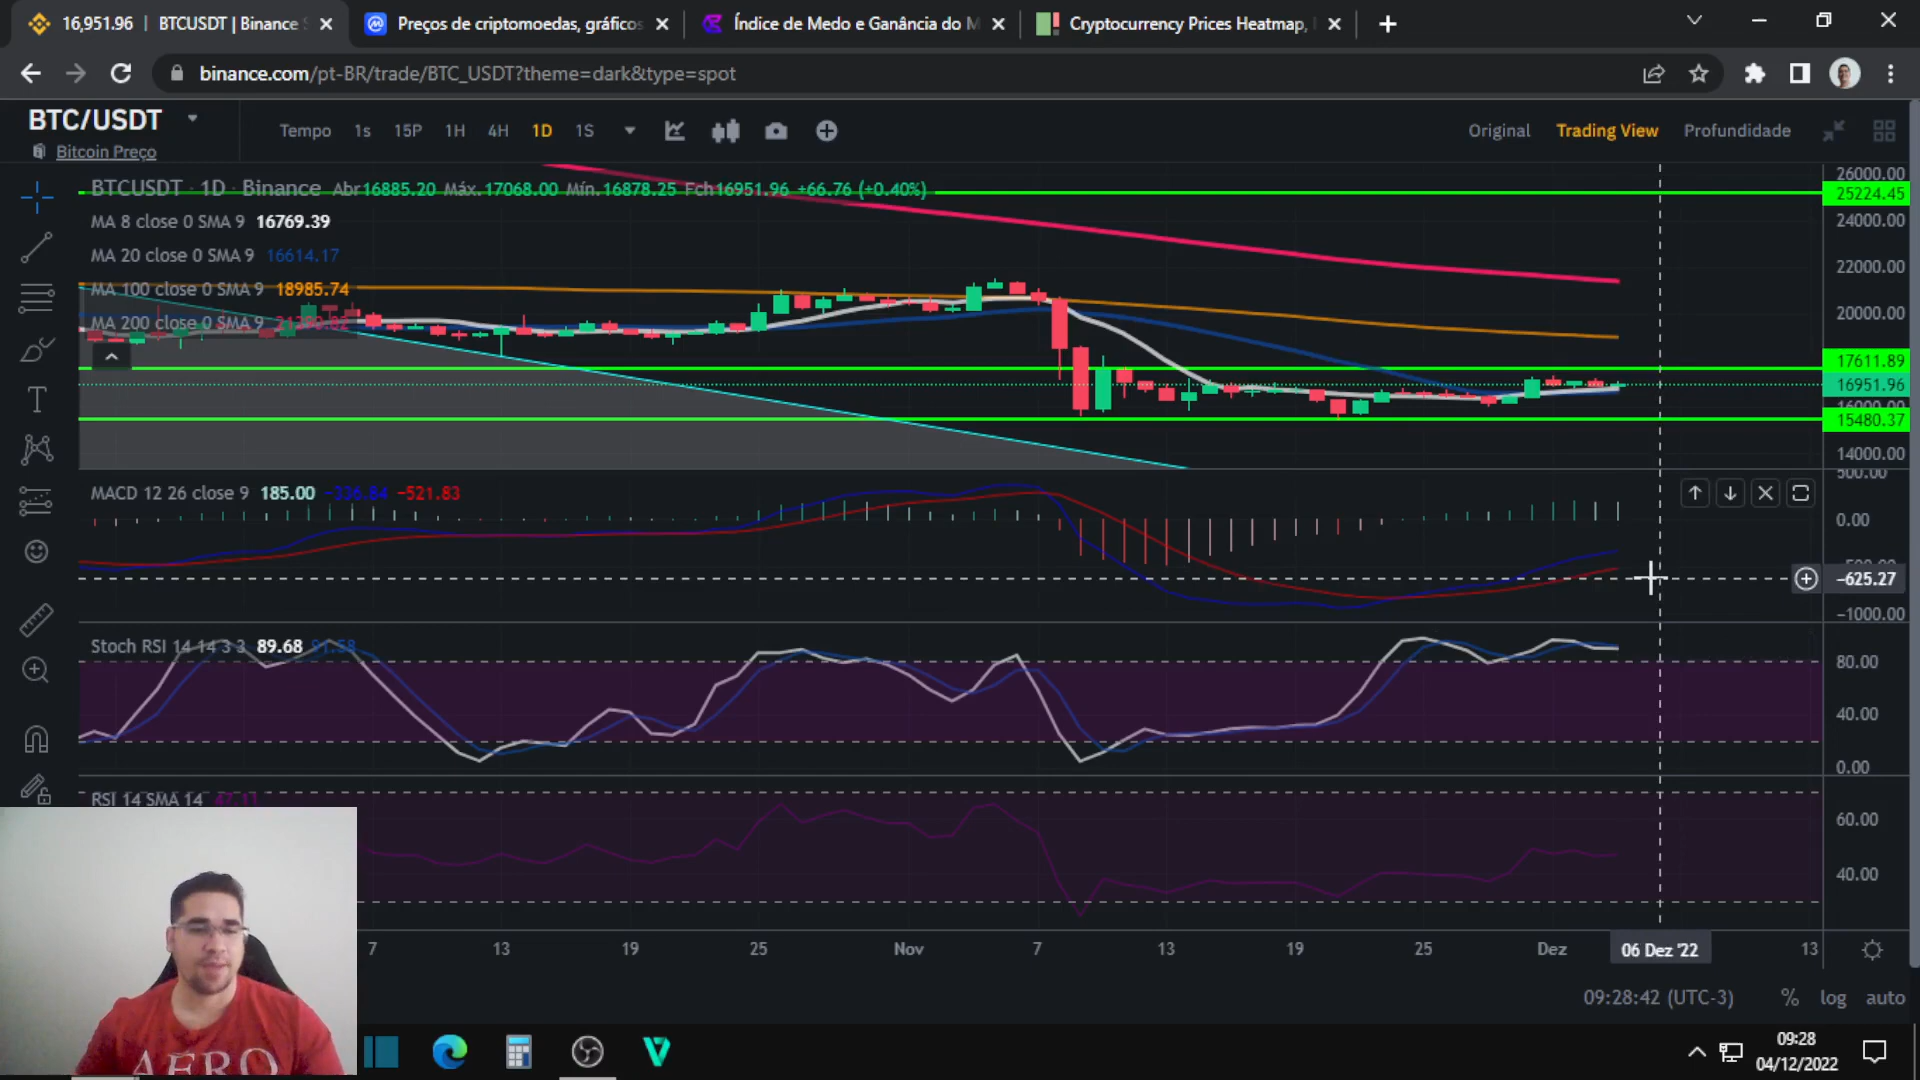 16,951.96 | BTCUSDT | Binance S
Preços de criptomoedas, gráficos
Índice de Medo e Ganância do M
Cryptocurrency Prices Heatmap,
binance.com/pt-BR/trade/BTC_USDT?theme=dark&type=spot
BTC/USDT
Bitcoin Preço
Tempo 1s 15P 1H 4H 1D 1S
Original Trading View Profundidade
BTCUSDT · 1D · Binance Abr16885.20 Máx.17068.00 Mín.16878.25 Fch16951.96 +66.76 (+0.40%)
MA 8 close 0 SMA 9 16769.39
MA 20 close 0 SMA 9 16614.17
MA 100 close 0 SMA 9 18985.74
MA 200 close 0 SMA 9
26000.00
25224.45
24000.00
22000.00
20000.00
17611.89
16951.96
16000.00
15480.37
14000.00
MACD 12 26 close 9 185.00 −336.84 −521.83
500.00
0.00
−625.27
−1000.00
Stoch RSI 14 14 3 3 89.68 91.58
80.00
40.00
0.00
RSI 14 SMA 14 47.11
60.00
40.00
7 13 19 25 Nov 7 13 19 25 Dez 06 Dez '22 13
09:28:42 (UTC-3) % log auto
AERO
09:28
04/12/2022